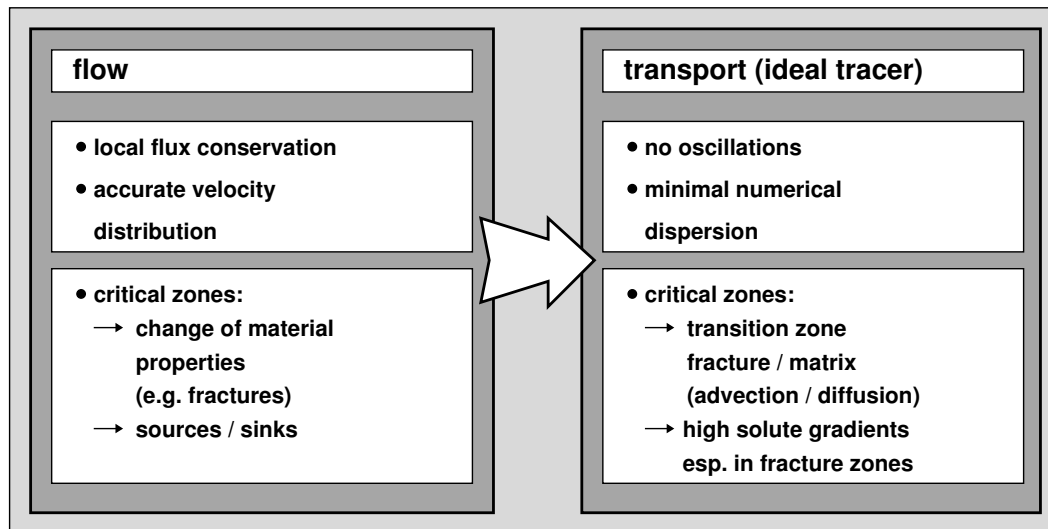 flow
• local flux conservation
• accurate velocity
distribution
• critical zones:
→ change of material
properties
(e.g. fractures)
→ sources / sinks
transport (ideal tracer)
• no oscillations
• minimal numerical
dispersion
• critical zones:
→ transition zone
fracture / matrix
(advection / diffusion)
→ high solute gradients
esp. in fracture zones